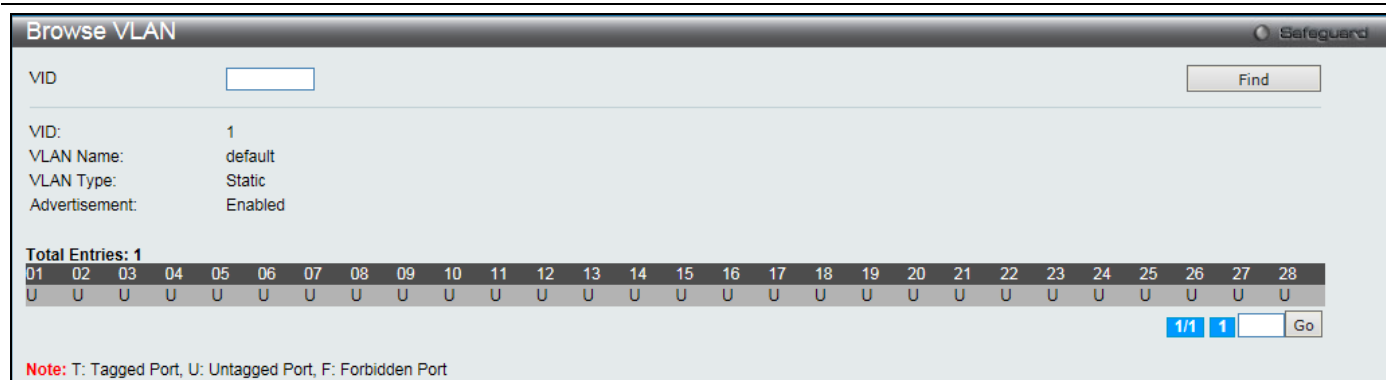 Browse VLAN Safeguard
VID Find
VID: 1
VLAN Name: default
VLAN Type: Static
Advertisement: Enabled
Total Entries: 1
01 02 03 04 05 06 07 08 09 10 11 12 13 14 15 16 17 18 19 20 21 22 23 24 25 26 27 28
U U U U U U U U U U U U U U U U U U U U U U U U U U U U
1/1 1 Go
Note: T: Tagged Port, U: Untagged Port, F: Forbidden Port